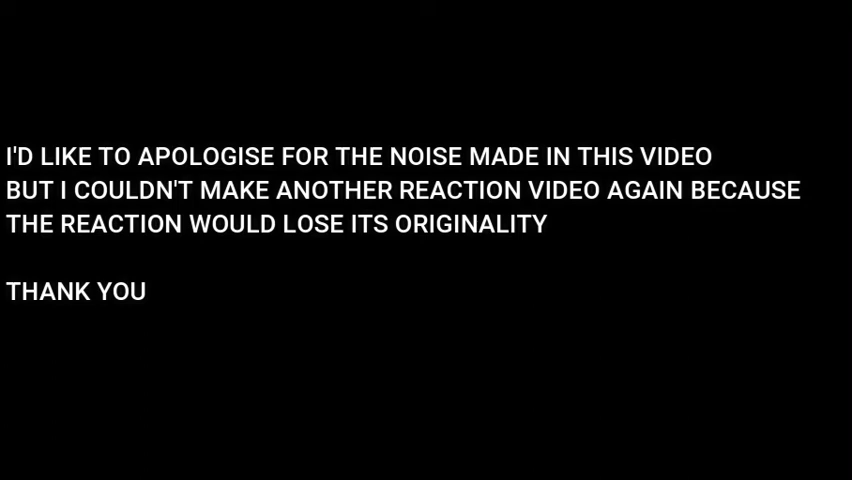 I'D LIKE TO APOLOGISE FOR THE NOISE MADE IN THIS VIDEO
BUT I COULDN'T MAKE ANOTHER REACTION VIDEO AGAIN BECAUSE
THE REACTION WOULD LOSE ITS ORIGINALITY
THANK YOU